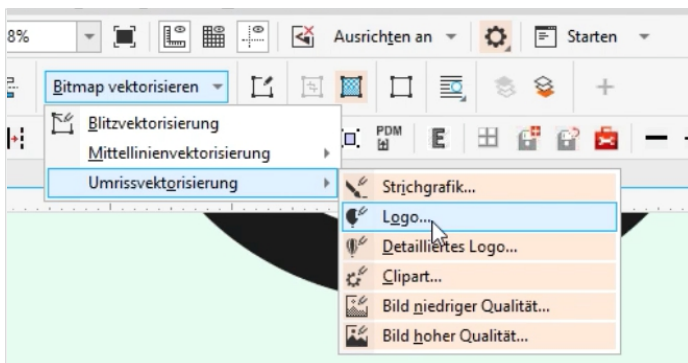 8%
Ausrichten an
Starten
Bitmap vektorisieren
Blitzvektorisierung
PDM
E
Mittellinienvektorisierung
Umrissvektorisierung
Strichgrafik...
Logo...
Detailliertes Logo...
Clipart...
Bild niedriger Qualität...
Bild hoher Qualität...